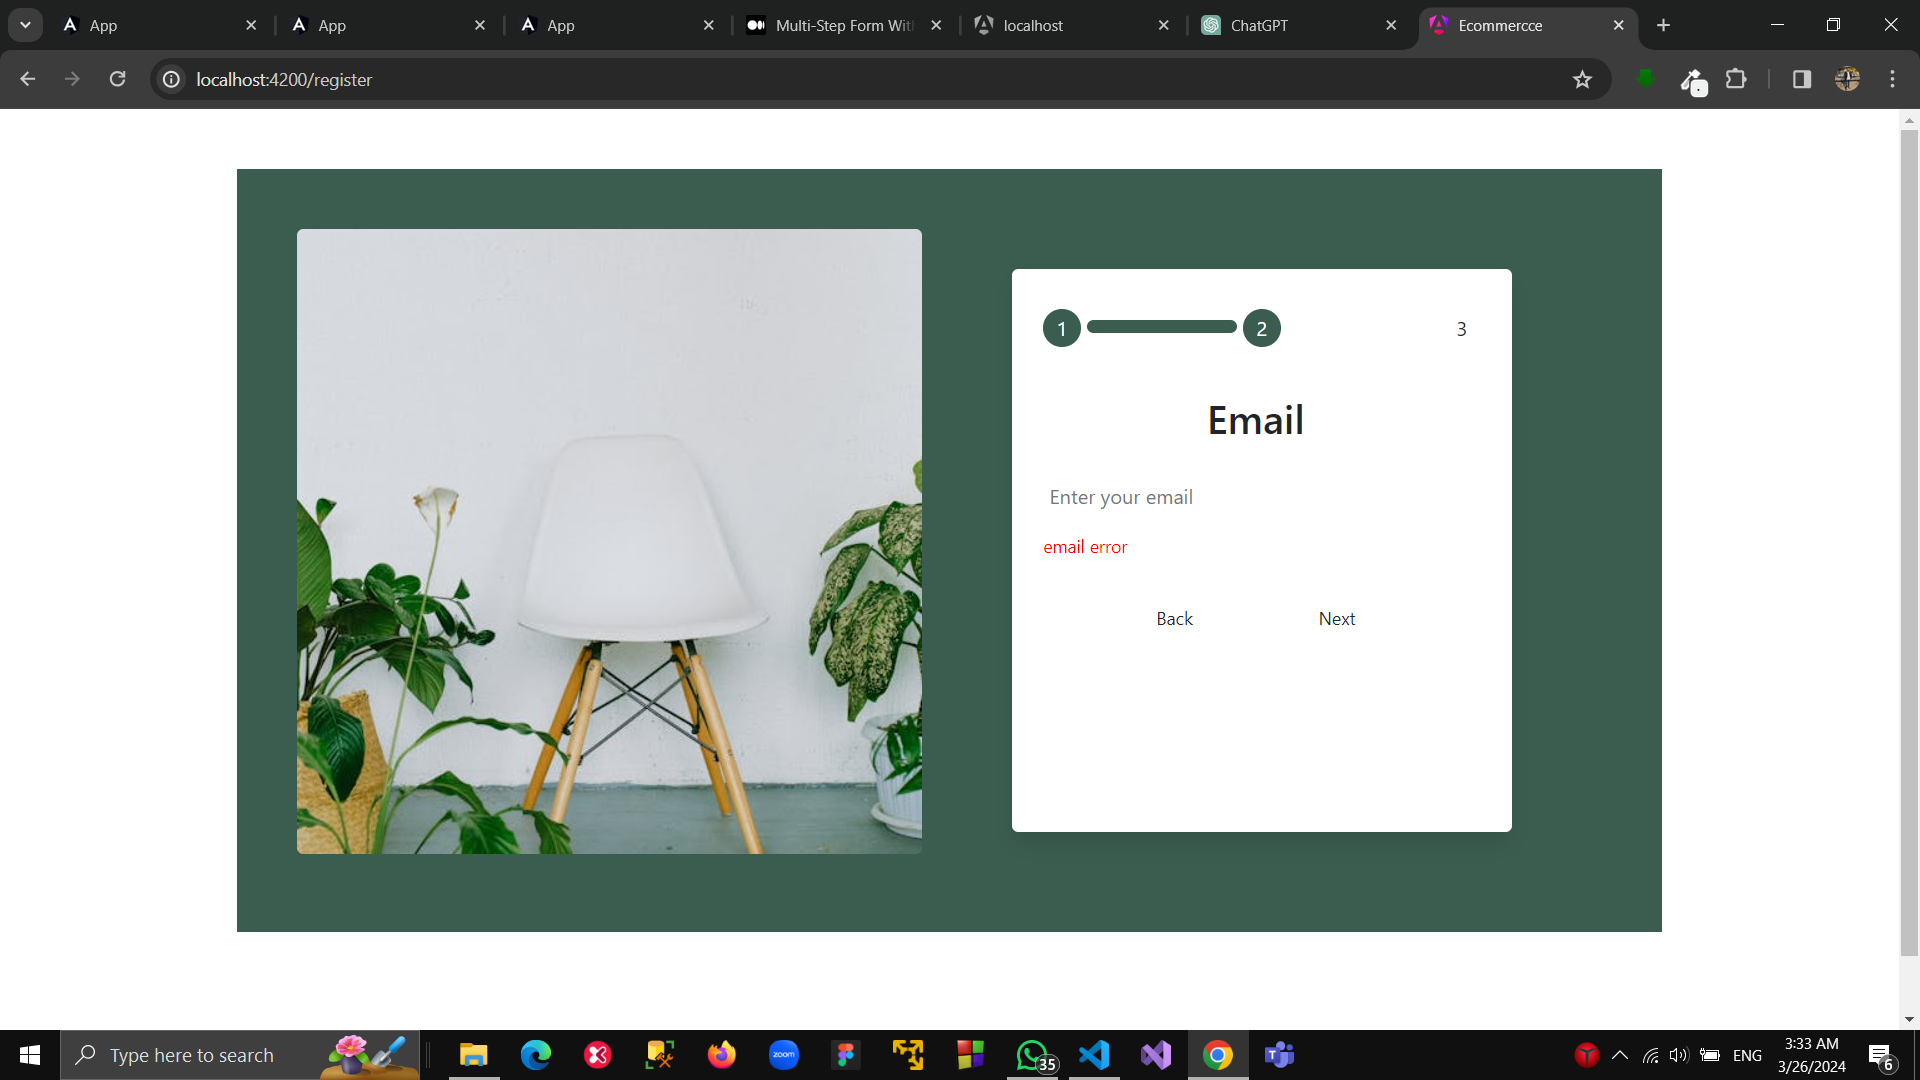 App
App
App
Multi-Step Form Wit
localhost
ChatGPT
Ecommercce
localhost:4200/register
1
2
3
Email
Enter your email
email error
Back
Next
Type here to search
zoom
35
ENG
3:33 AM
3/26/2024
6